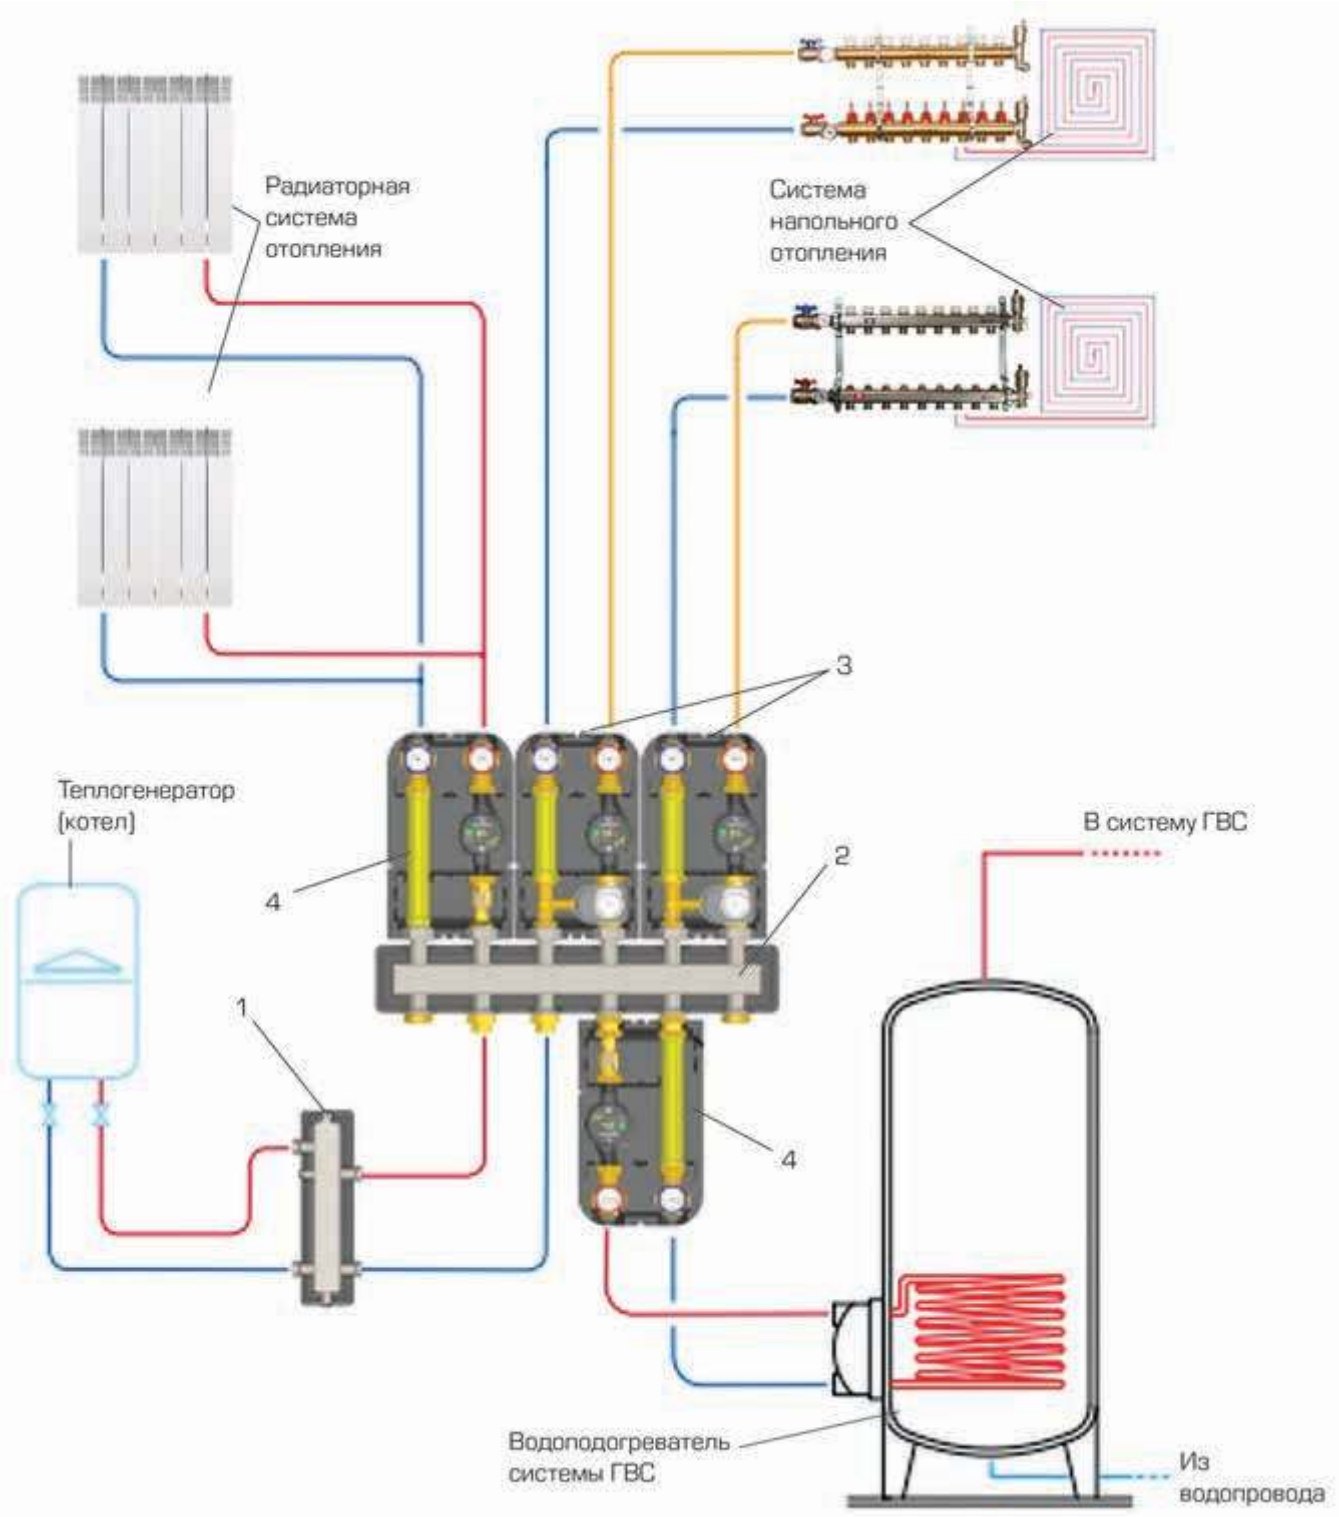 Радиаторная
система
отопления
Система
напольного
отопления
3
Теплогенератор
(котел)
В систему ГВС
2
4
1
4
Водоподогреватель
системы ГВС
Из
водопровода